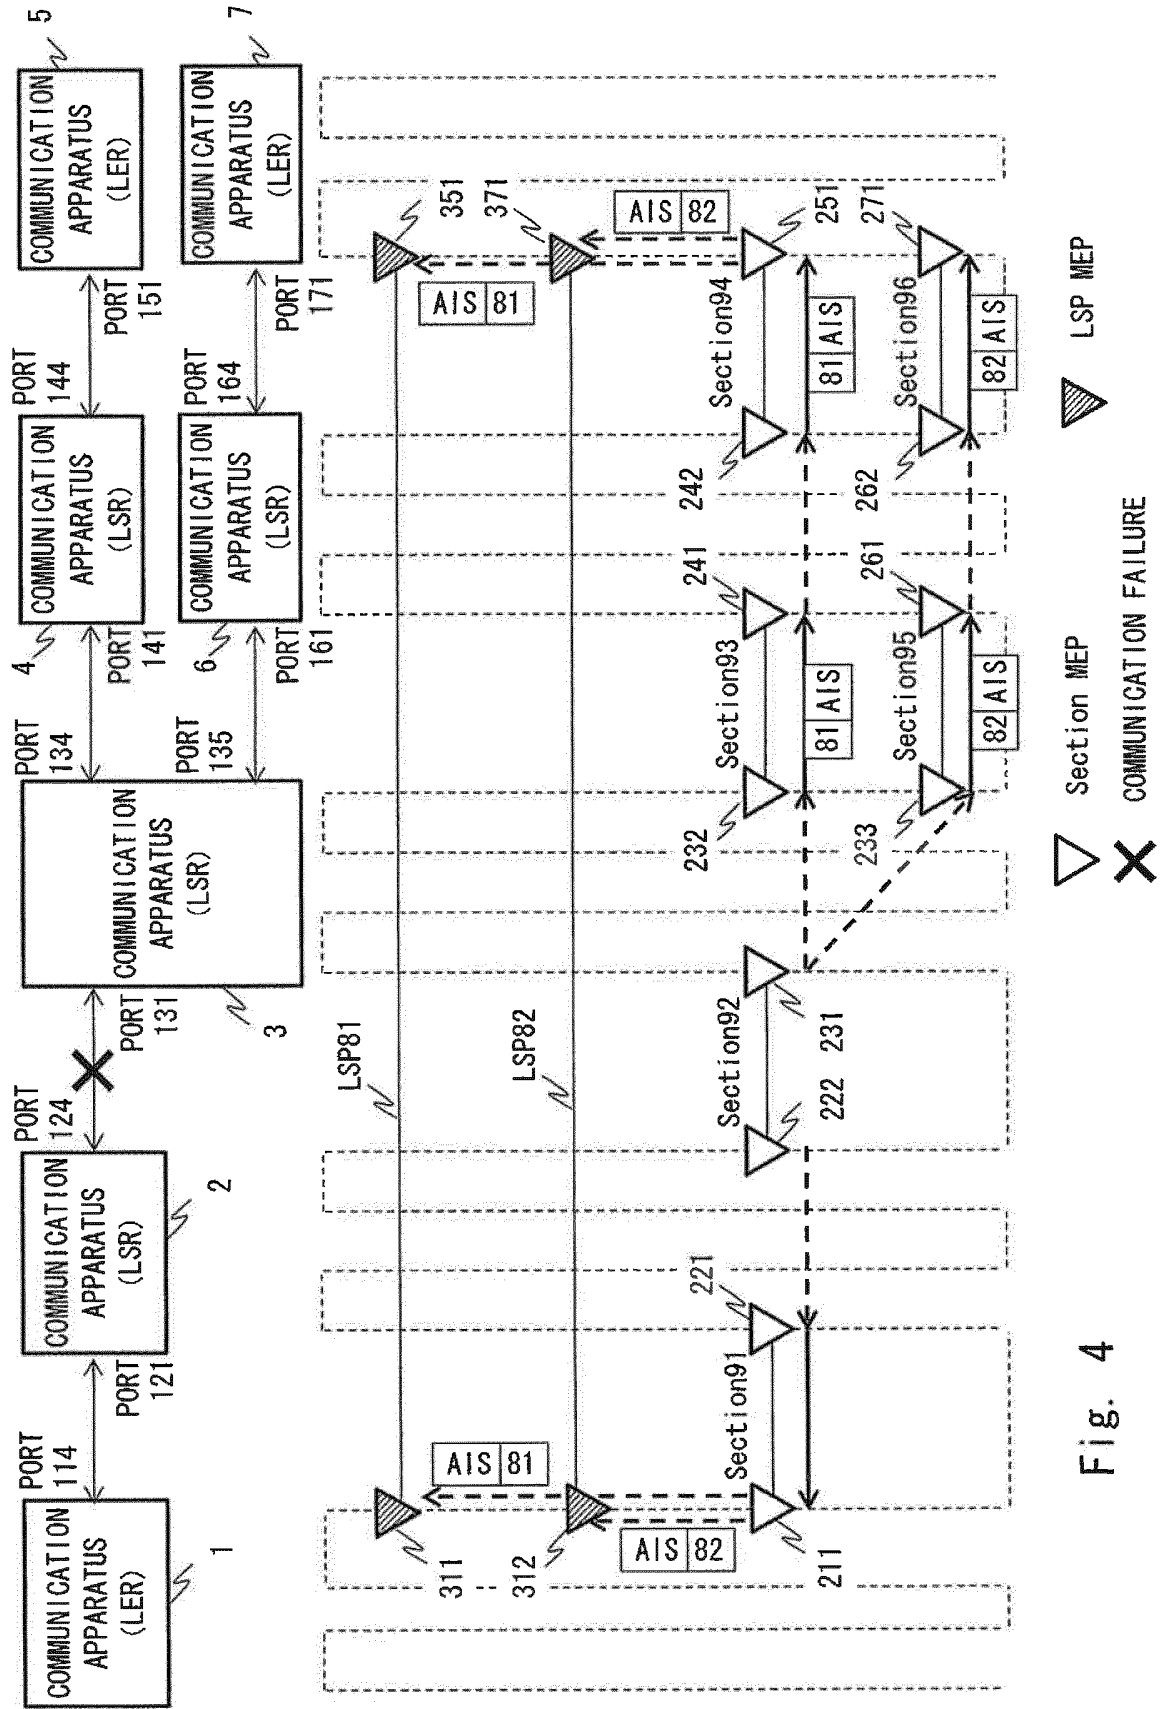 COMMUNICATION
APPARATUS
(LER)
1
PORT
114
PORT
121
COMMUNICATION
APPARATUS
(LSR)
2
PORT
124
PORT
131
COMMUNICATION
APPARATUS
(LSR)
3
PORT
134
PORT
135
PORT
141
PORT
161
COMMUNICATION
APPARATUS
(LSR)
4
COMMUNICATION
APPARATUS
(LSR)
6
PORT
144
PORT
164
PORT
151
PORT
171
COMMUNICATION
APPARATUS
(LER)
5
COMMUNICATION
APPARATUS
(LER)
7
LSP81
LSP82
311
312
AIS 81
AIS 82
351
371
AIS 81
AIS 82
Section91
211
221
Section92
222
231
Section93
232
241
Section94
242
251
81 AIS
81 AIS
Section95
233
261
Section96
262
271
82 AIS
82 AIS
Section MEP
LSP MEP
COMMUNICATION FAILURE
Fig. 4